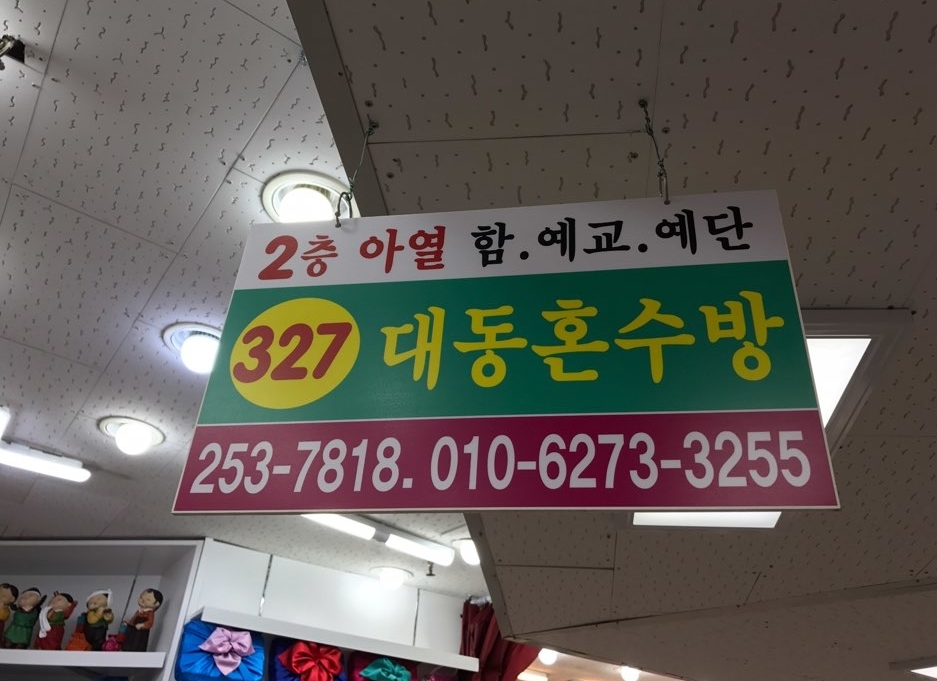 2층 아열 함.예교.예단
327 대동혼수방
253-7818. 010-6273-3255